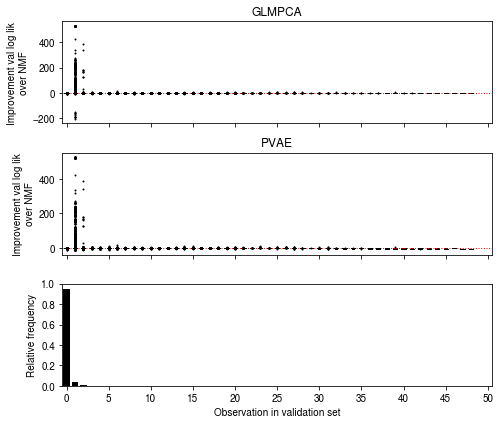 GLMPCA
Improvement val log lik
over NMF
400
200
0
−200
PVAE
Improvement val log lik
over NMF
400
200
0
Relative frequency
1.0
0.8
0.6
0.4
0.2
0.0
0 5 10 15 20 25 30 35 40 45 50
Observation in validation set